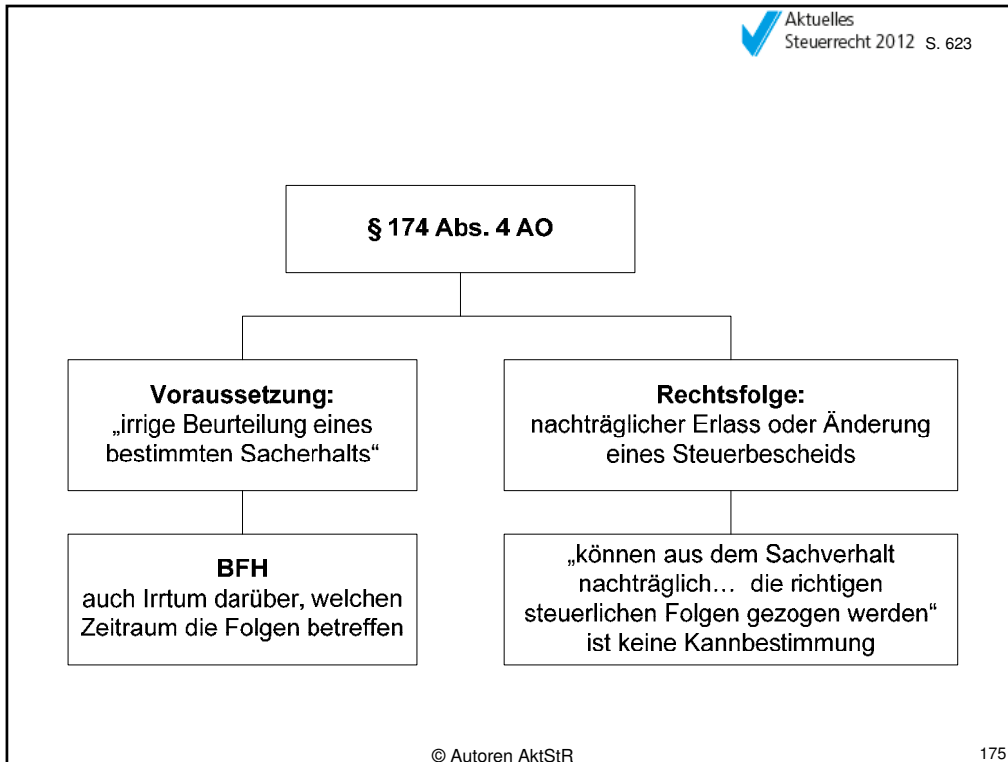 Aktuelles
Steuerrecht 2012 S. 623
§ 174 Abs. 4 AO
Voraussetzung:
„irrige Beurteilung eines
bestimmten Sacherhalts“
Rechtsfolge:
nachträglicher Erlass oder Änderung
eines Steuerbescheids
BFH
auch Irrtum darüber, welchen
Zeitraum die Folgen betreffen
„können aus dem Sachverhalt
nachträglich… die richtigen
steuerlichen Folgen gezogen werden“
ist keine Kannbestimmung
© Autoren AktStR
175